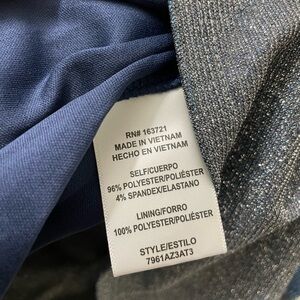 RN# 163721
MADE IN VIETNAM
HECHO EN VIETNAM
SELF/CUERPO
96% POLYESTER/POLIÉSTER
4% SPANDEX/ELASTANO
LINING/FORRO
100% POLYESTER/POLIÉSTER
STYLE/ESTILO
7961AZ3AT3